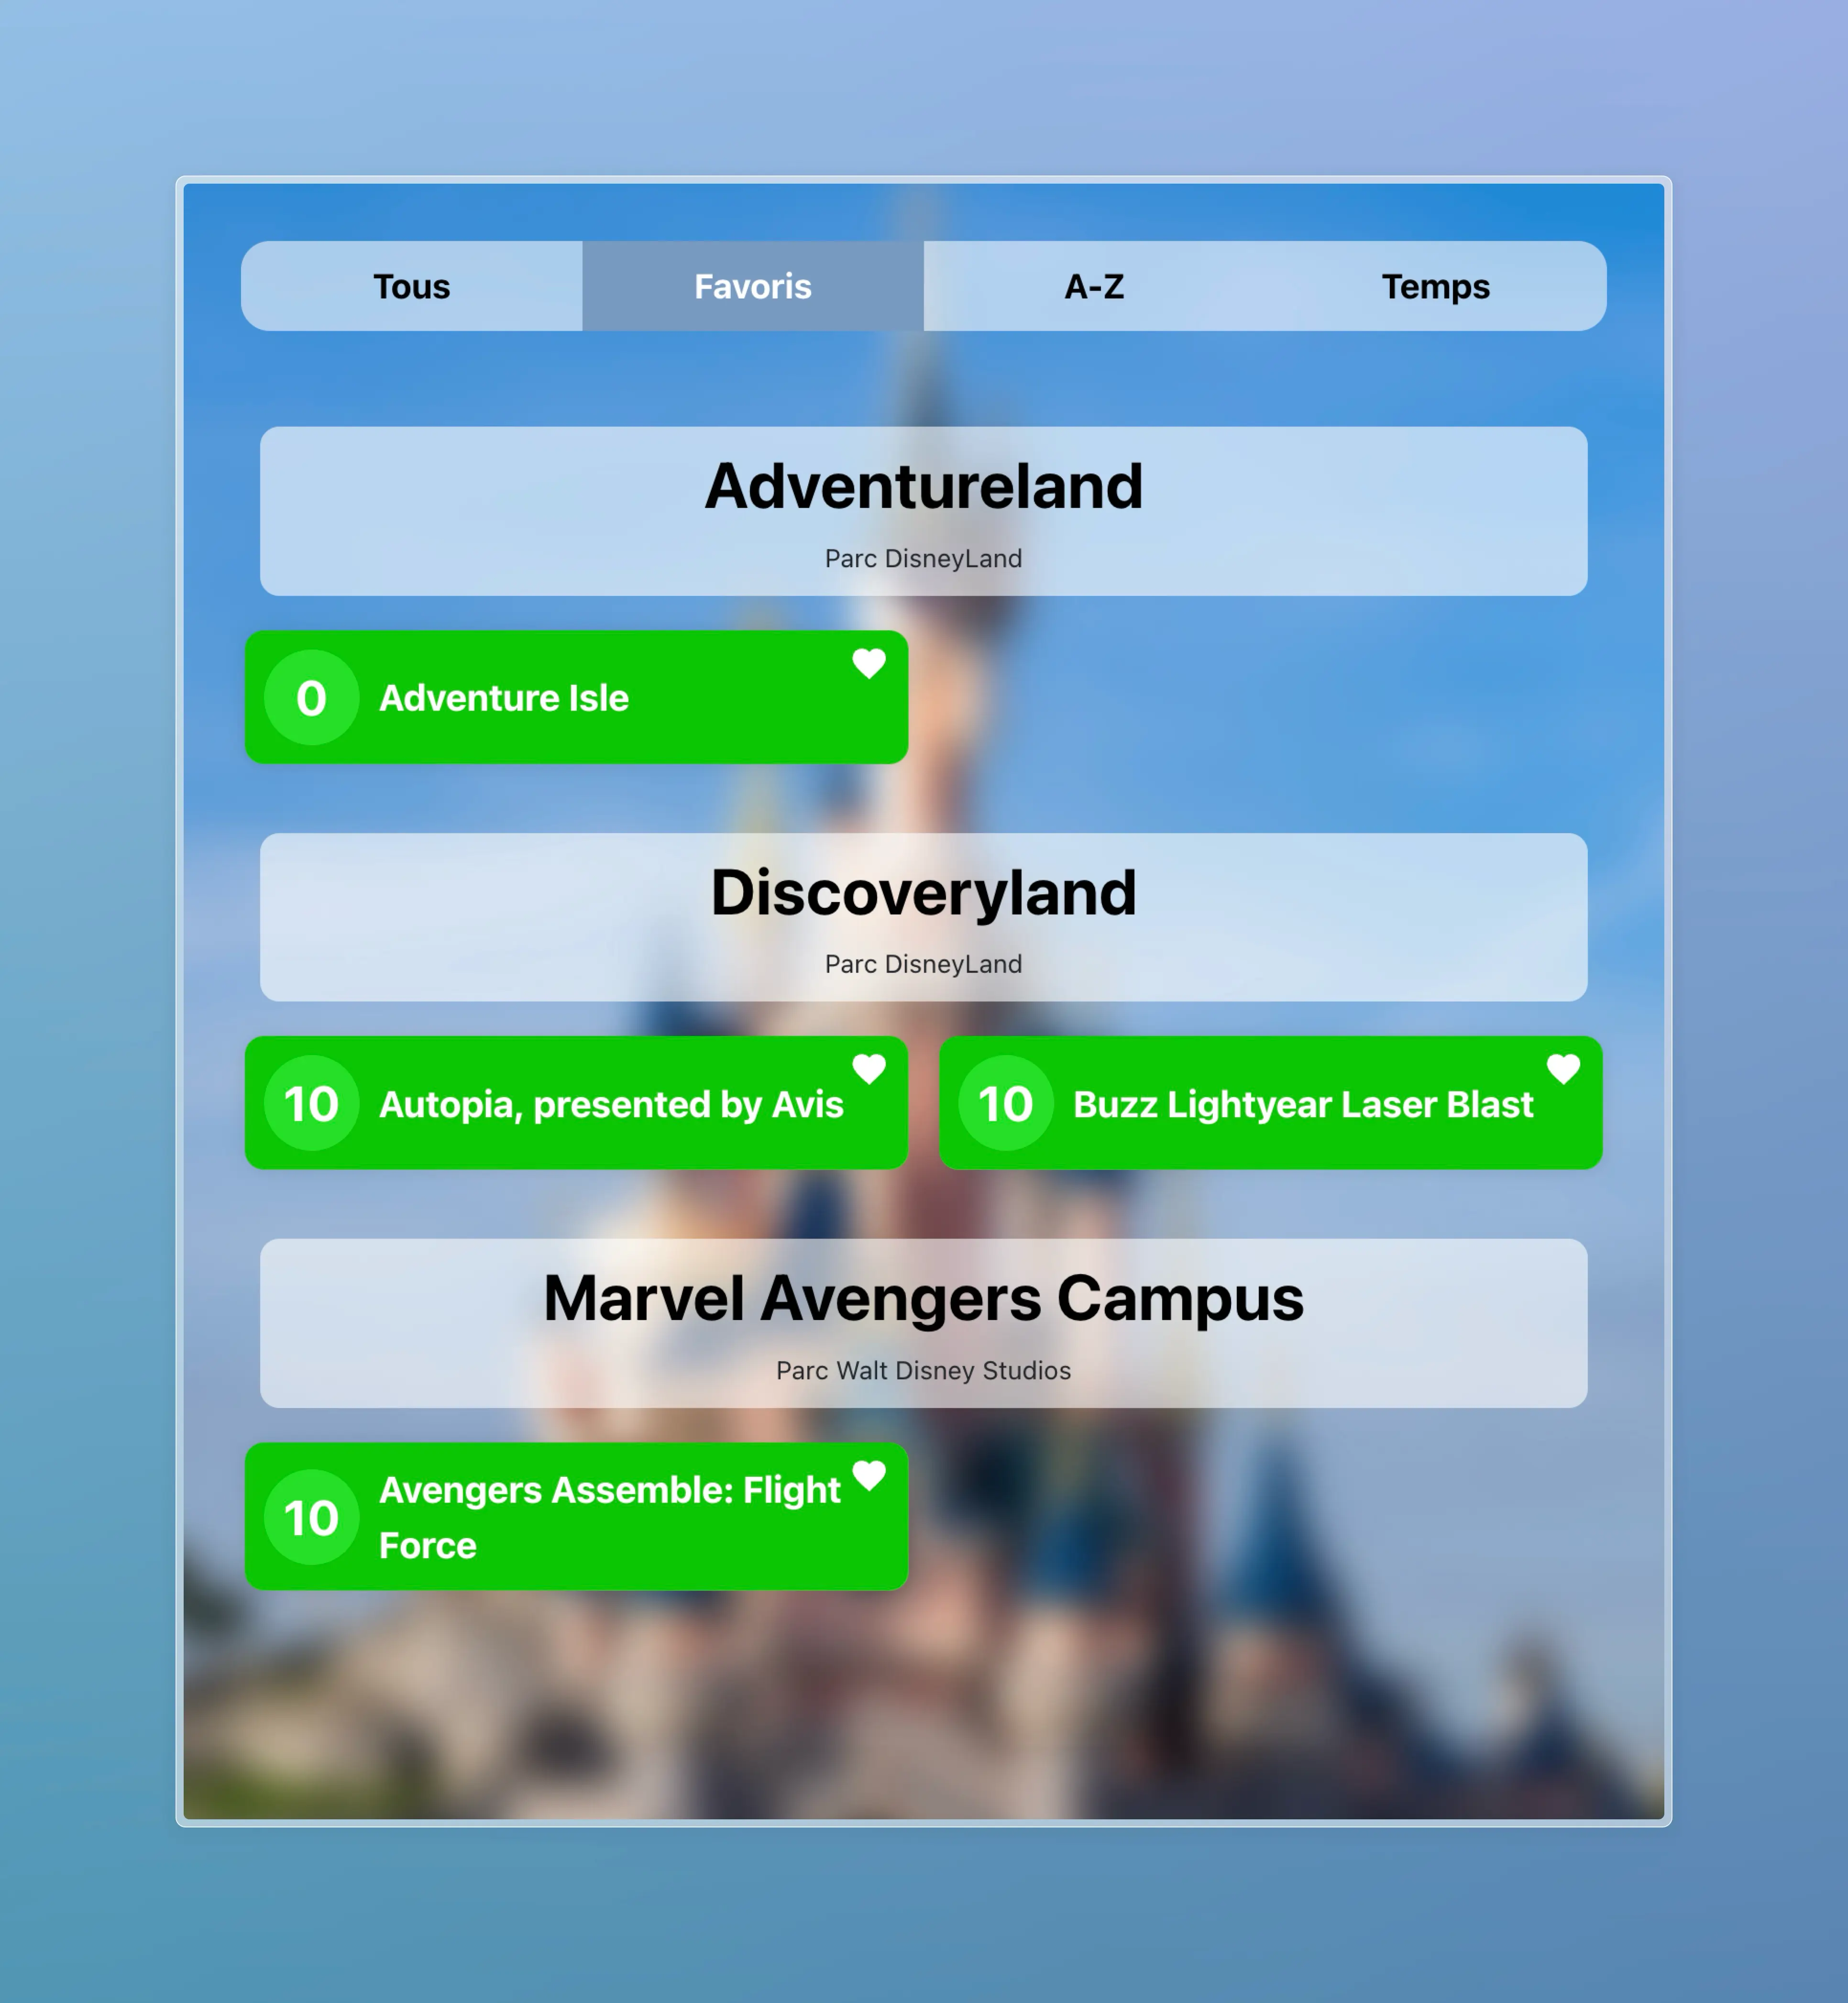 Tous Favoris A-Z Temps
Adventureland
Parc DisneyLand
0 Adventure Isle
Discoveryland
Parc DisneyLand
10 Autopia, presented by Avis
10 Buzz Lightyear Laser Blast
Marvel Avengers Campus
Parc Walt Disney Studios
10 Avengers Assemble: Flight
Force